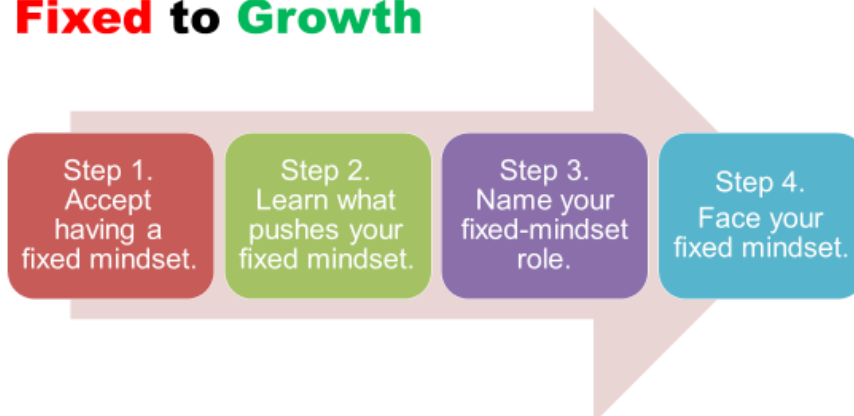 Fixed to Growth
Step 1.
Accept
having a
fixed mindset.
Step 2.
Learn what
pushes your
fixed mindset.
Step 3.
Name your
fixed-mindset
role.
Step 4.
Face your
fixed mindset.